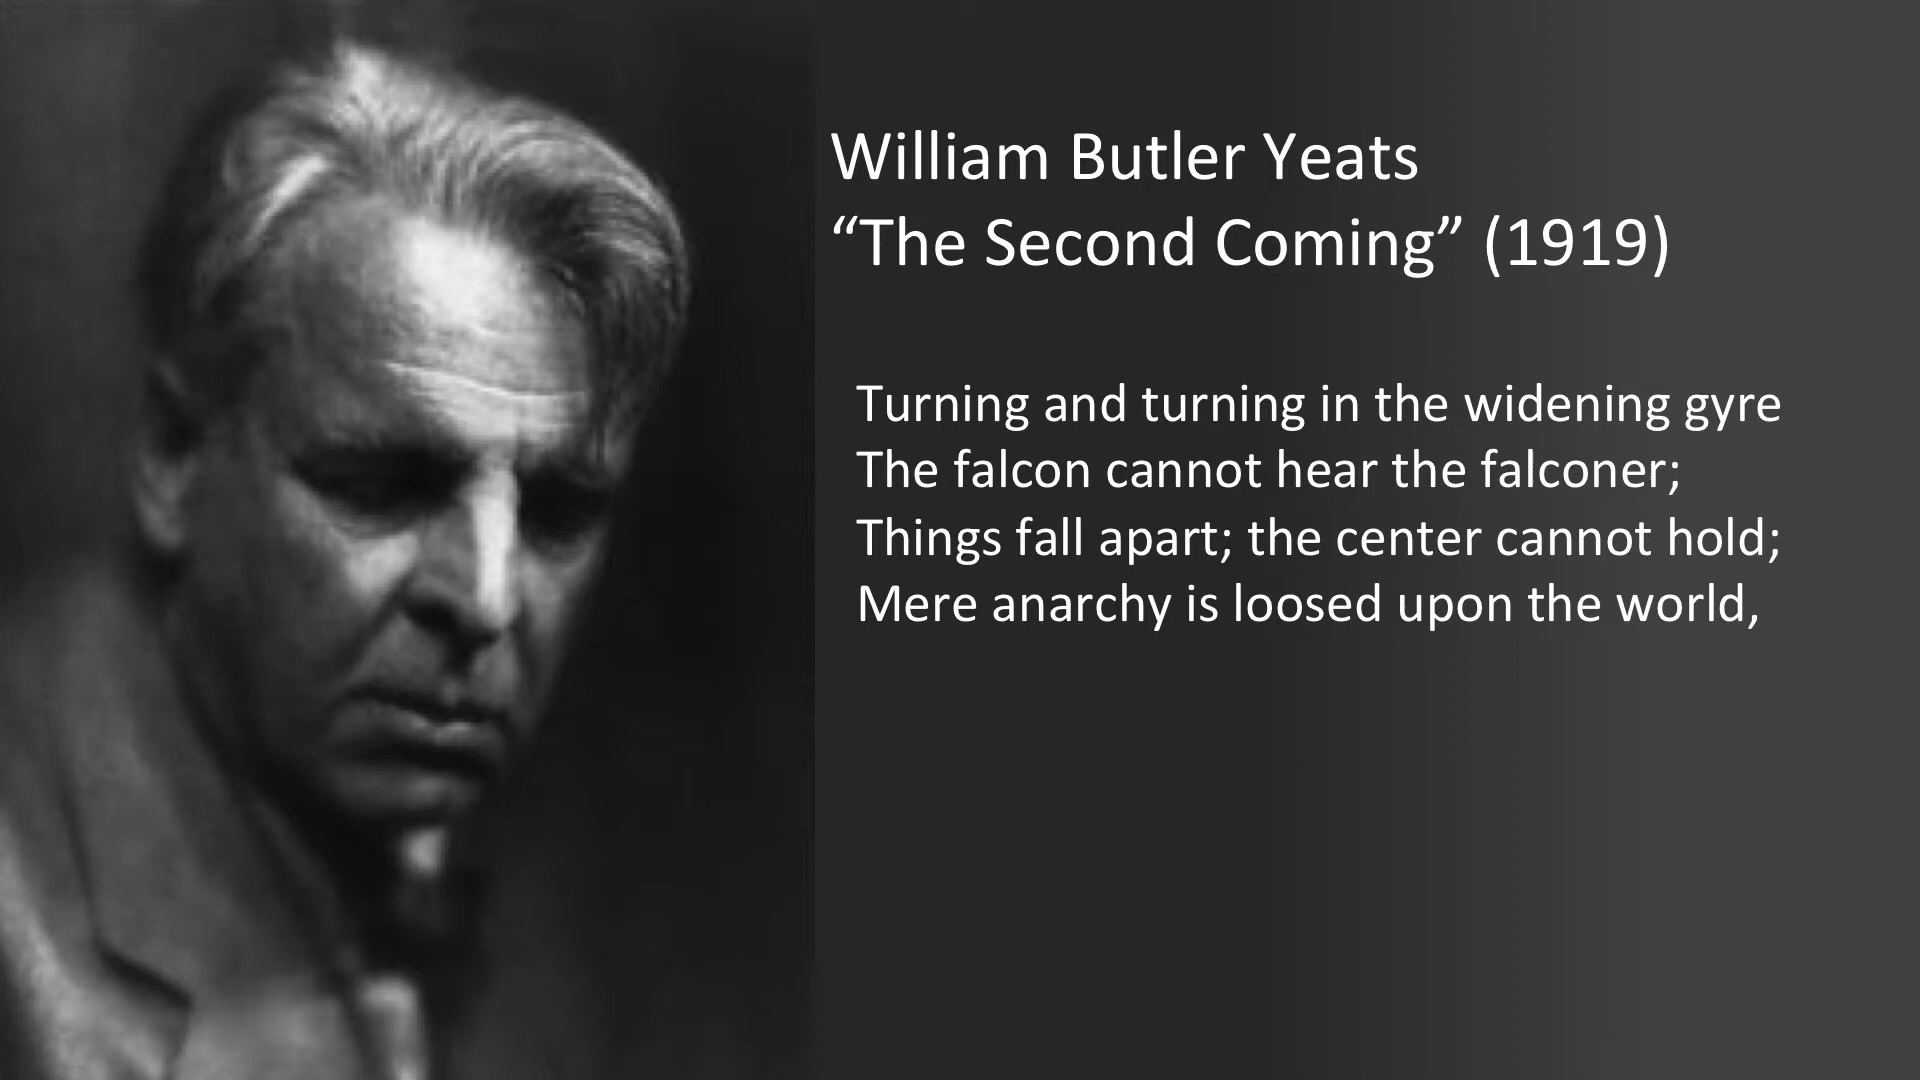 William Butler Yeats
“The Second Coming” (1919)
Turning and turning in the widening gyre
The falcon cannot hear the falconer;
Things fall apart; the center cannot hold;
Mere anarchy is loosed upon the world,